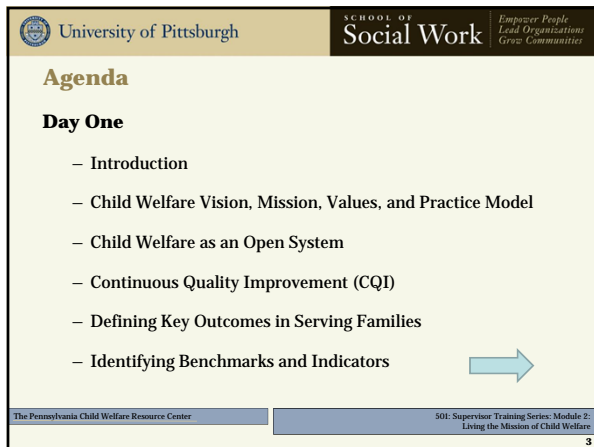 University of Pittsburgh
SCHOOL OF
Social Work
Empower People
Lead Organizations
Grow Communities
Agenda
Day One
– Introduction
– Child Welfare Vision, Mission, Values, and Practice Model
– Child Welfare as an Open System
– Continuous Quality Improvement (CQI)
– Defining Key Outcomes in Serving Families
– Identifying Benchmarks and Indicators
The Pennsylvania Child Welfare Resource Center
501: Supervisor Training Series: Module 2:
Living the Mission of Child Welfare
3